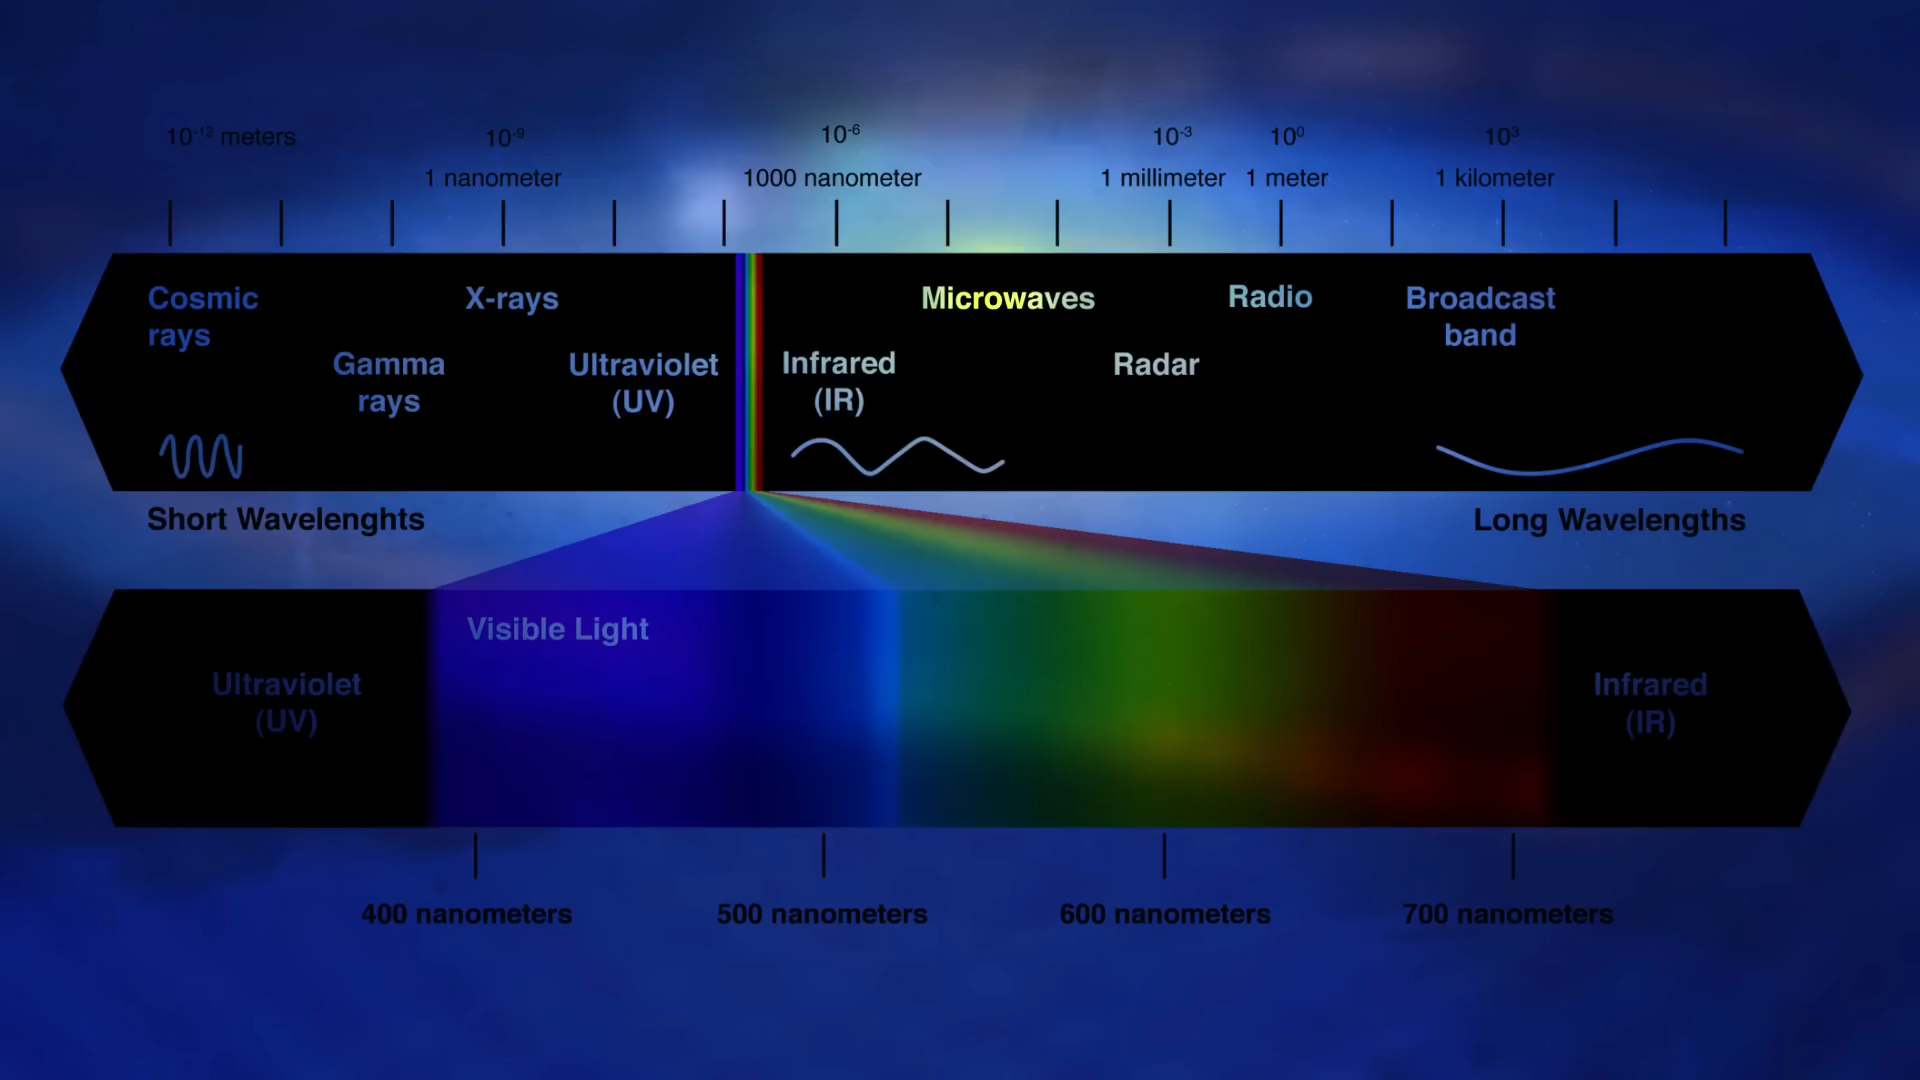 10⁻¹² meters 10⁻⁹ 10⁻⁶ 10⁻³ 10⁰ 10³
1 nanometer 1000 nanometer 1 millimeter 1 meter 1 kilometer
Cosmic
rays
X-rays
Microwaves
Radio
Broadcast
band
Gamma
rays
Ultraviolet
(UV)
Infrared
(IR)
Radar
Short Wavelenghts
Long Wavelengths
Visible Light
Ultraviolet
(UV)
Infrared
(IR)
400 nanometers 500 nanometers 600 nanometers 700 nanometers